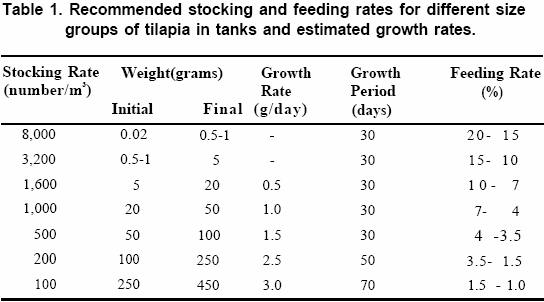 Table 1. Recommended stocking and feeding rates for different size
groups of tilapia in tanks and estimated growth rates.
Stocking Rate Weight(grams) Growth Growth Feeding Rate
(number/m³) Rate Period (%)
Initial Final (g/day) (days)
8,000 0.02 0.5-1 - 30 20- 15
3,200 0.5-1 5 - 30 15- 10
1,600 5 20 0.5 30 10- 7
1,000 20 50 1.0 30 7- 4
500 50 100 1.5 30 4 -3.5
200 100 250 2.5 50 3.5- 1.5
100 250 450 3.0 70 1.5 - 1.0